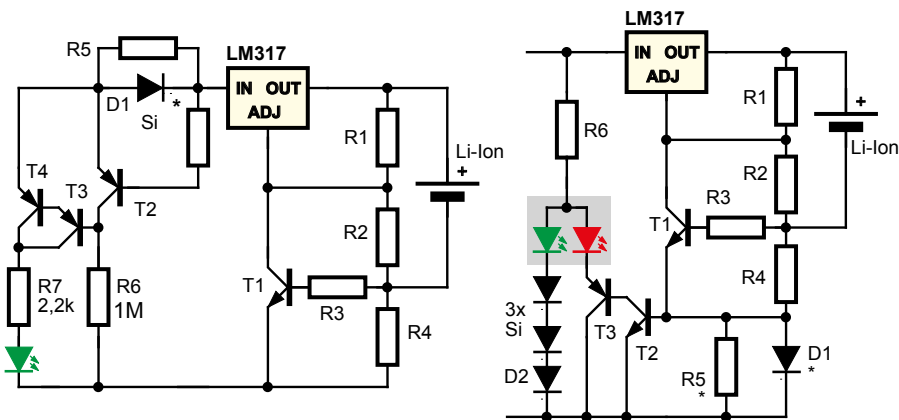 R5
LM317
IN OUT
ADJ
D1
*
Si
R1
Li-Ion
+
T4
T3
T2
R2
R7
2,2k
R6
1M
T1
R3
R4
LM317
IN OUT
ADJ
R6
R1
+
Li-Ion
R2
R3
T1
R4
3x
Si
D2
T3
T2
R5
*
D1
*